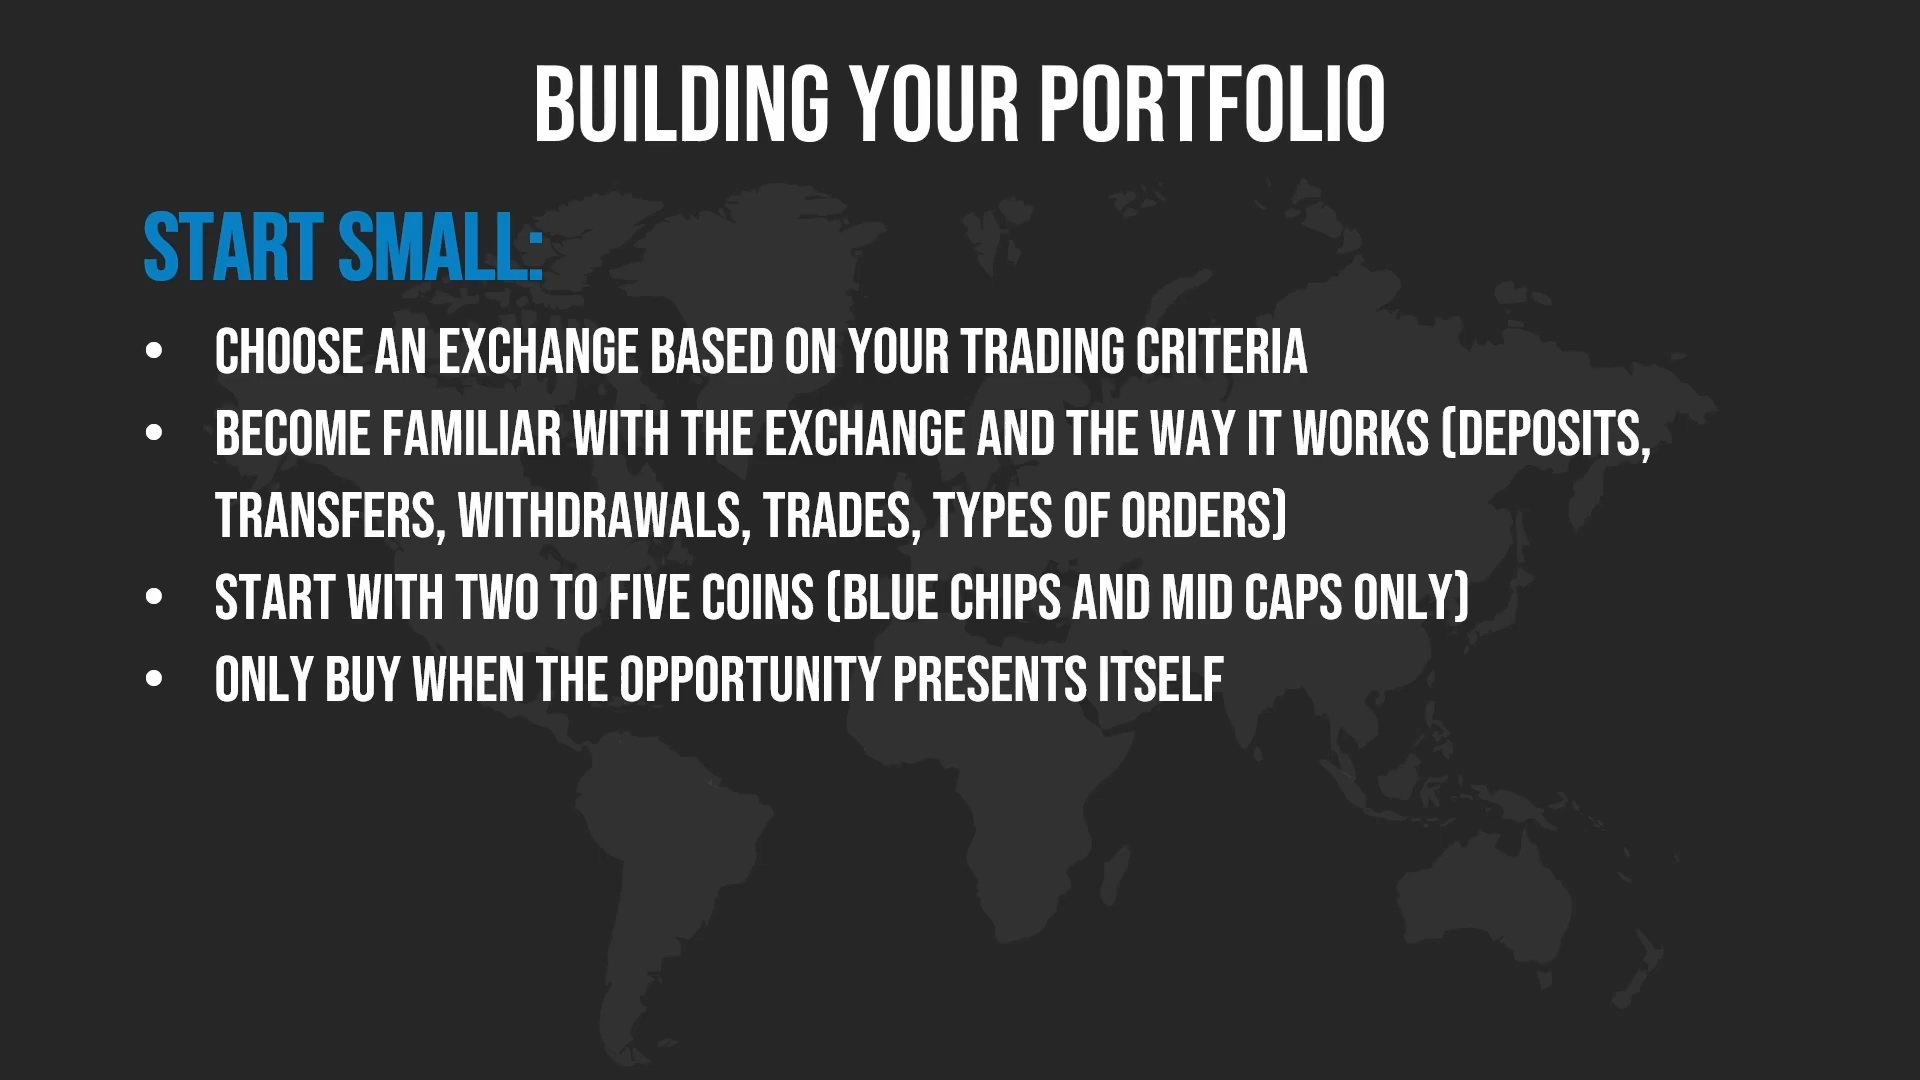 BUILDING YOUR PORTFOLIO
START SMALL:
• CHOOSE AN EXCHANGE BASED ON YOUR TRADING CRITERIA
• BECOME FAMILIAR WITH THE EXCHANGE AND THE WAY IT WORKS (DEPOSITS,
TRANSFERS, WITHDRAWALS, TRADES, TYPES OF ORDERS)
• START WITH TWO TO FIVE COINS (BLUE CHIPS AND MID CAPS ONLY)
• ONLY BUY WHEN THE OPPORTUNITY PRESENTS ITSELF